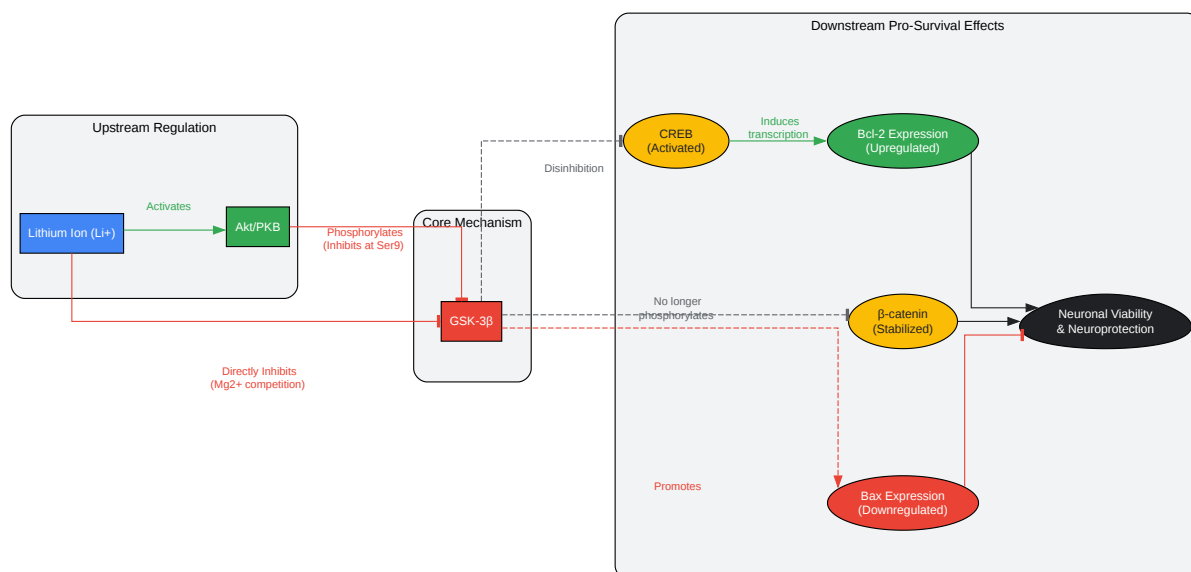 Downstream Pro-Survival Effects
Upstream Regulation
Induces
transcription
CREB
(Activated)
Bcl-2 Expression
(Upregulated)
Disinhibition
Activates
Lithium Ion (Li+)
Akt/PKB
Phosphorylates
(Inhibits at Ser9)
Core Mechanism
GSK-3β
No longer
phosphorylates
β-catenin
(Stabilized)
Neuronal Viability
& Neuroprotection
Directly Inhibits
(Mg2+ competition)
Promotes
Bax Expression
(Downregulated)